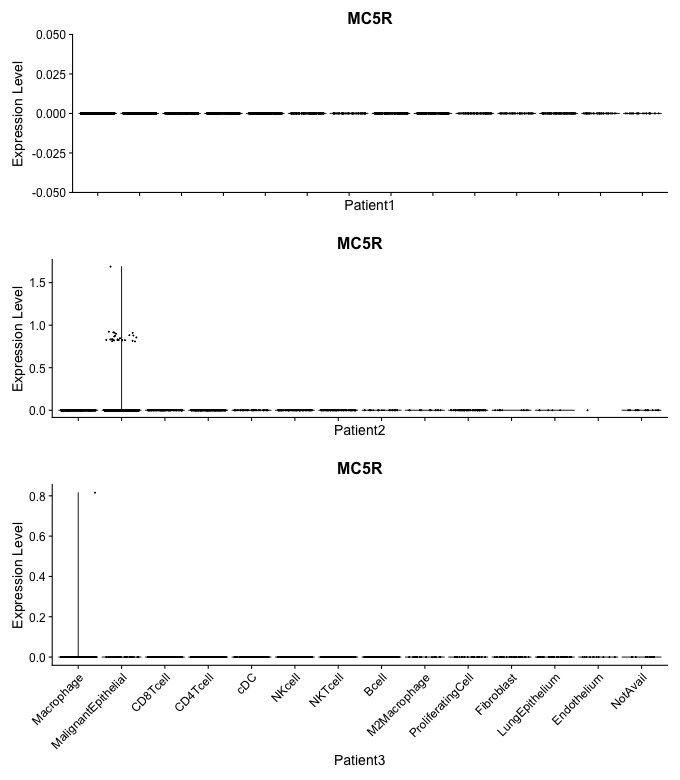 MC5R
Expression Level
0.050
0.025
0.000
-0.025
-0.050
Patient1
MC5R
Expression Level
1.5
1.0
0.5
0.0
Patient2
MC5R
Expression Level
0.8
0.6
0.4
0.2
0.0
Macrophage
MalignantEpithelial
CD8Tcell
CD4Tcell
cDC
NKcell
NKTcell
Bcell
M2Macrophage
ProliferatingCell
Fibroblast
LungEpithelium
Endothelium
NotAvail
Patient3